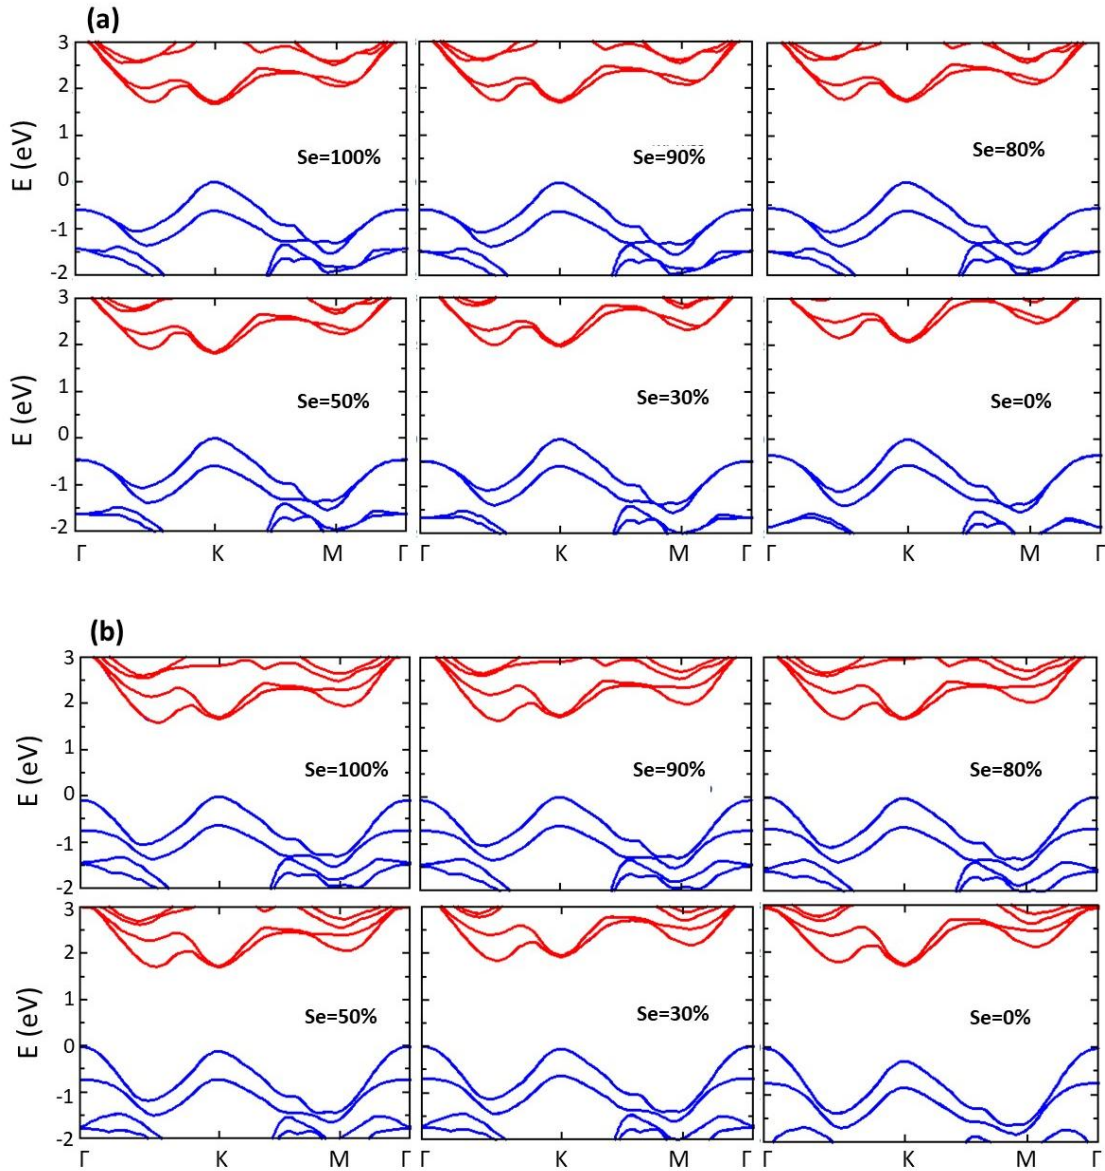 (a)
3
2
1
0
-1
-2
E (eV)
Se=100%
Se=90%
Se=80%
3
2
1
0
-1
-2
E (eV)
Se=50%
Se=30%
Se=0%
Γ K M Γ Γ K M Γ Γ K M Γ
(b)
3
2
1
0
-1
-2
E (eV)
Se=100%
Se=90%
Se=80%
3
2
1
0
-1
-2
E (eV)
Se=50%
Se=30%
Se=0%
Γ K M Γ Γ K M Γ Γ K M Γ